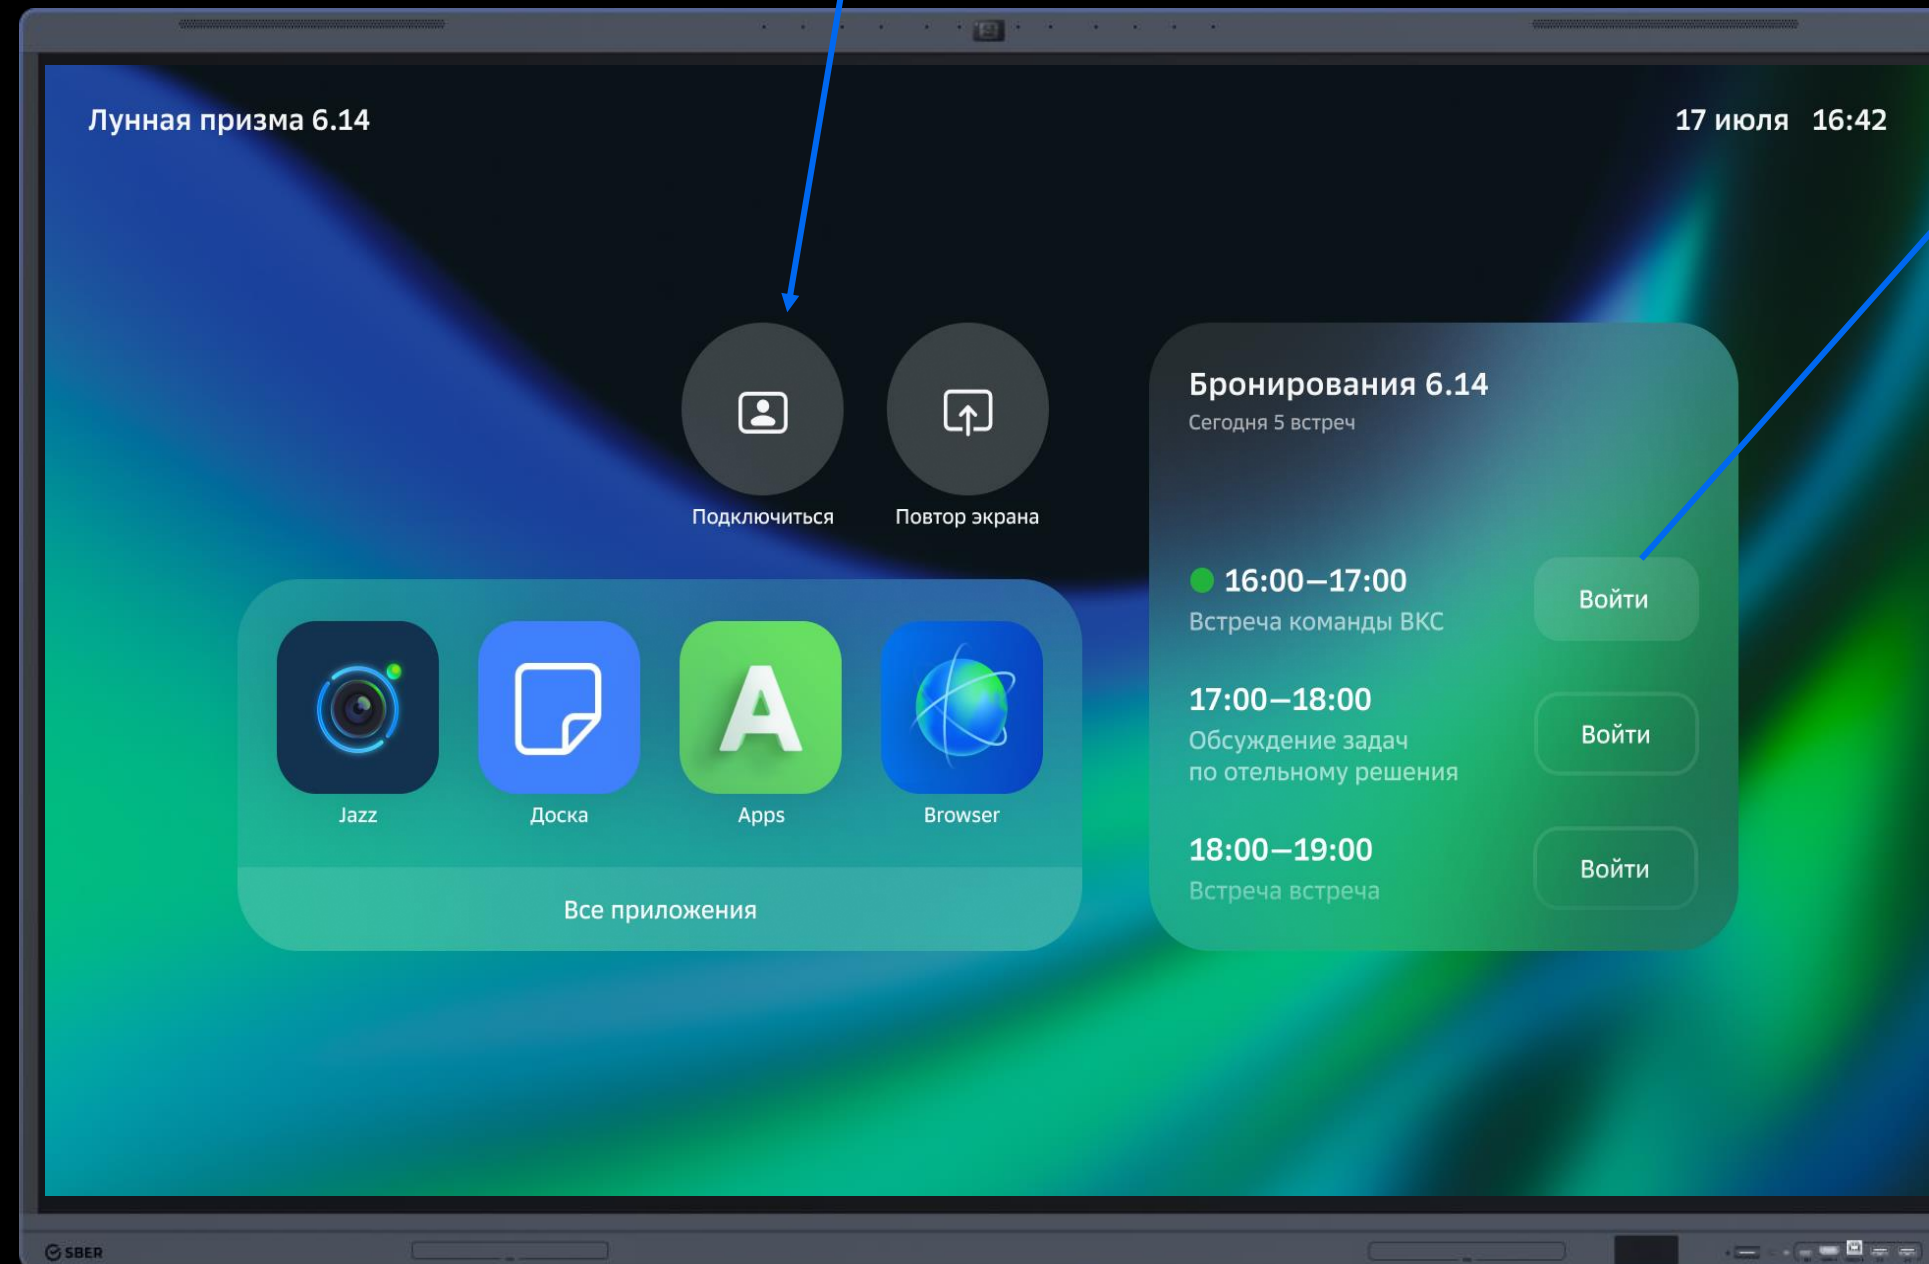 Лунная призма 6.14
17 июля 16:42
Подключиться
Повтор экрана
Jazz
Доска
A
Apps
Browser
Все приложения
Бронирования 6.14
Сегодня 5 встреч
16:00—17:00
Встреча команды ВКС
Войти
17:00—18:00
Обсуждение задач
по отельному решения
Войти
18:00—19:00
Встреча встреча
Войти
SBER